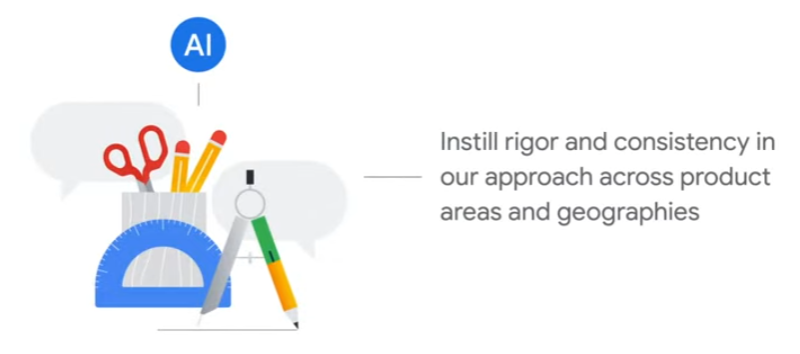 AI
Instill rigor and consistency in
our approach across product
areas and geographies